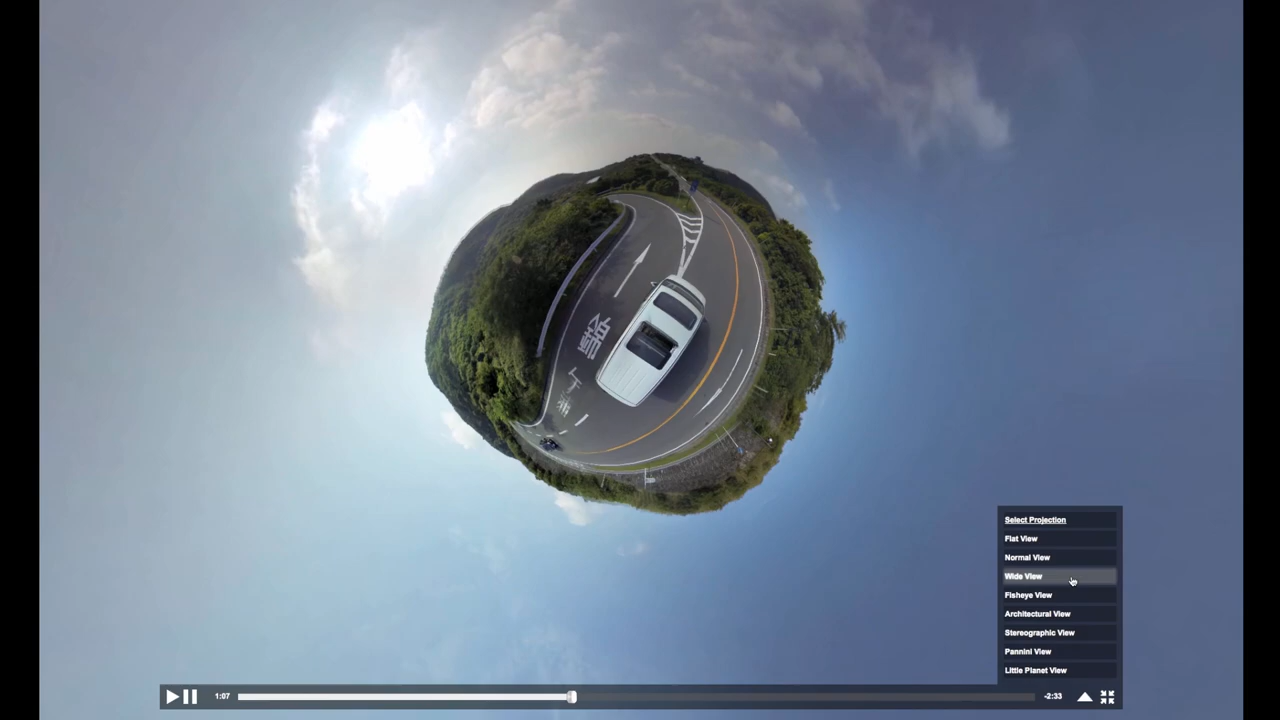 Select Projection
Flat View
Normal View
Wide View
Fisheye View
Architectural View
Stereographic View
Pannini View
Little Planet View
1:07
-2:33